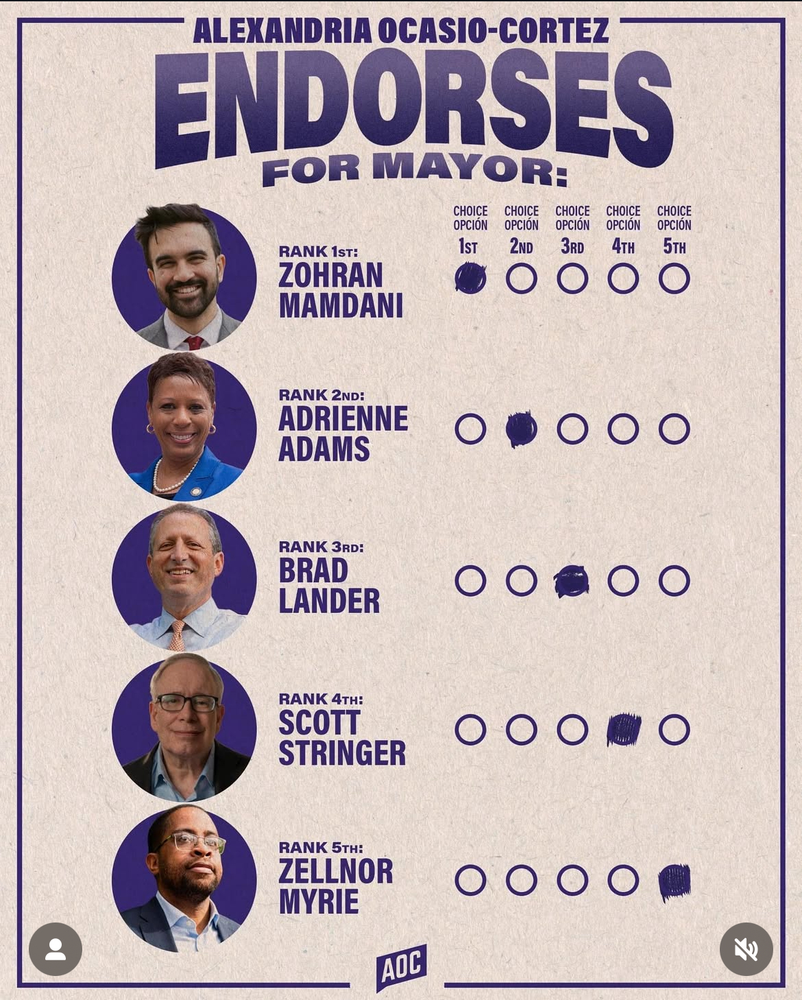 ALEXANDRIA OCASIO-CORTEZ
ENDORSES
FOR MAYOR:
CHOICE CHOICE CHOICE CHOICE CHOICE
OPCIÓN OPCIÓN OPCIÓN OPCIÓN OPCIÓN
1ST 2ND 3RD 4TH 5TH
RANK 1ST:
ZOHRAN
MAMDANI
RANK 2ND:
ADRIENNE
ADAMS
RANK 3RD:
BRAD
LANDER
RANK 4TH:
SCOTT
STRINGER
RANK 5TH:
ZELLNOR
MYRIE
AOC